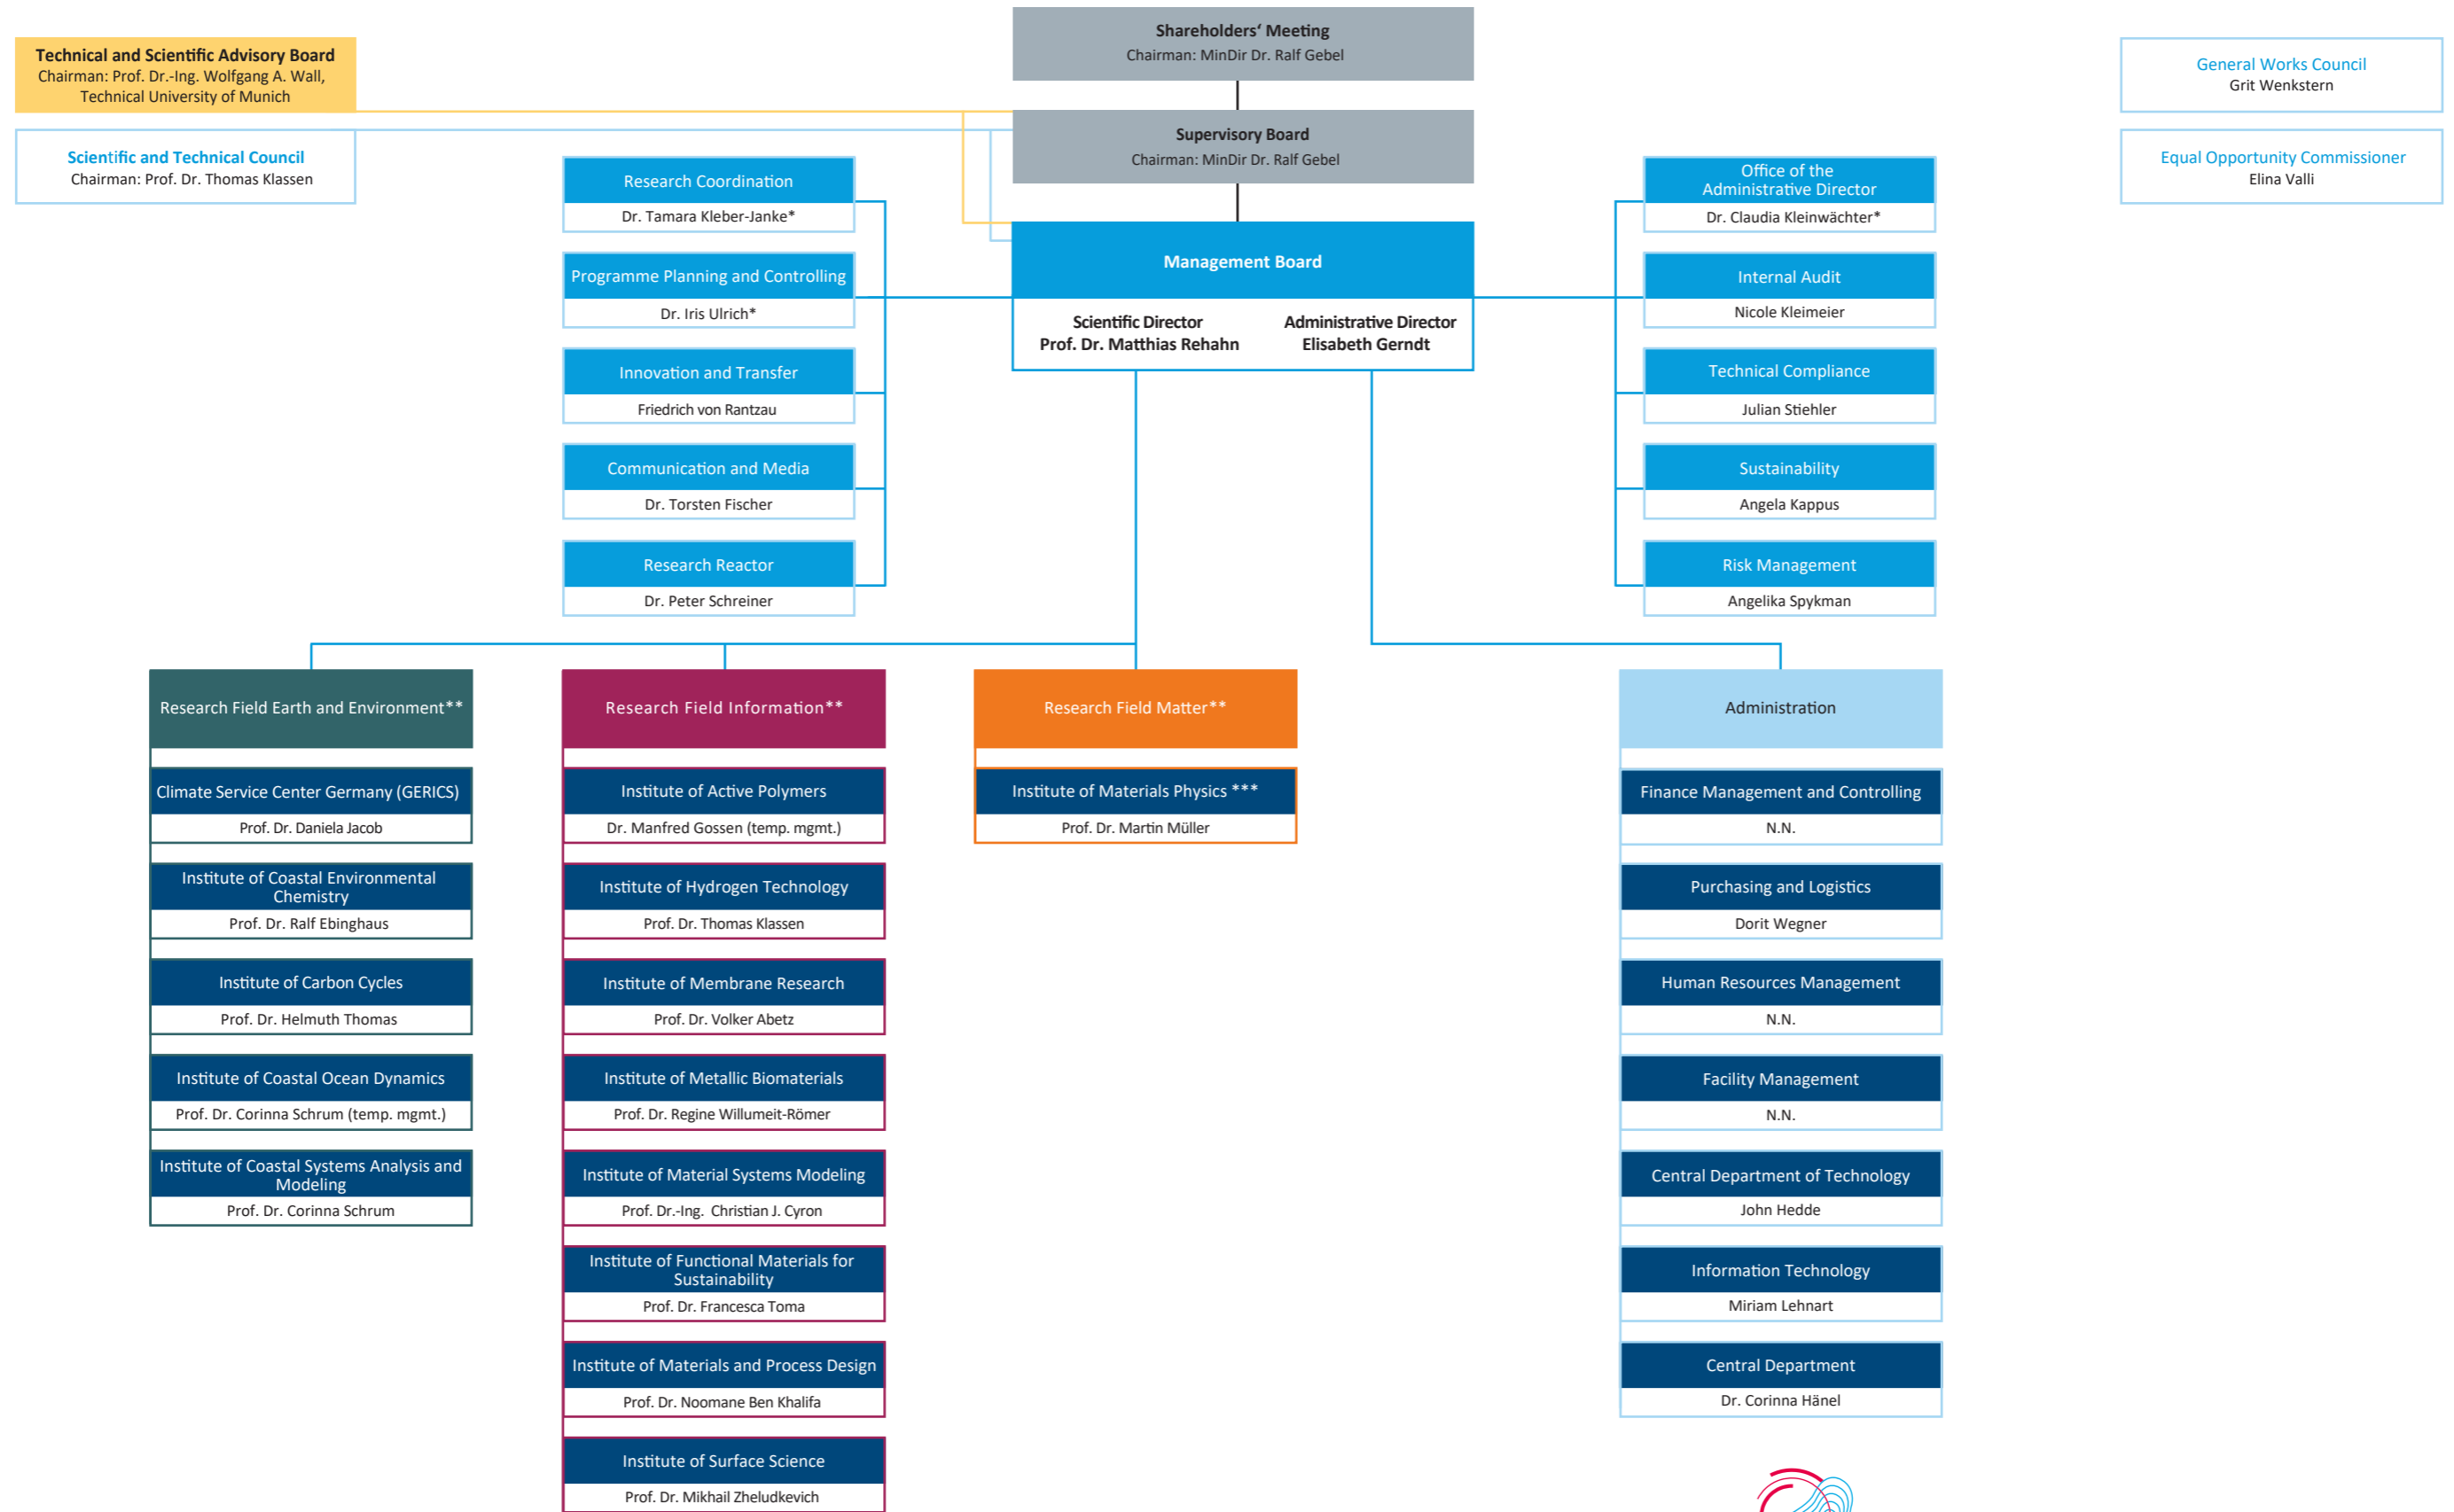 Shareholders‘ Meeting
Chairman: MinDir Dr. Ralf Gebel
Technical and Scientific Advisory Board
Chairman: Prof. Dr.-Ing. Wolfgang A. Wall,
Technical University of Munich
General Works Council
Grit Wenkstern
Supervisory Board
Chairman: MinDir Dr. Ralf Gebel
Scientific and Technical Council
Chairman: Prof. Dr. Thomas Klassen
Equal Opportunity Commissioner
Elina Valli
Research Coordination
Dr. Tamara Kleber-Janke*
Programme Planning and Controlling
Dr. Iris Ulrich*
Innovation and Transfer
Friedrich von Rantzau
Communication and Media
Dr. Torsten Fischer
Research Reactor
Dr. Peter Schreiner
Management Board
Scientific Director
Prof. Dr. Matthias Rehahn
Administrative Director
Elisabeth Gerndt
Office of the
Administrative Director
Dr. Claudia Kleinwächter*
Internal Audit
Nicole Kleimeier
Technical Compliance
Julian Stiehler
Sustainability
Angela Kappus
Risk Management
Angelika Spykman
Research Field Earth and Environment**
Climate Service Center Germany (GERICS)
Prof. Dr. Daniela Jacob
Institute of Coastal Environmental
Chemistry
Prof. Dr. Ralf Ebinghaus
Institute of Carbon Cycles
Prof. Dr. Helmuth Thomas
Institute of Coastal Ocean Dynamics
Prof. Dr. Corinna Schrum (temp. mgmt.)
Institute of Coastal Systems Analysis and
Modeling
Prof. Dr. Corinna Schrum
Research Field Information**
Institute of Active Polymers
Dr. Manfred Gossen (temp. mgmt.)
Institute of Hydrogen Technology
Prof. Dr. Thomas Klassen
Institute of Membrane Research
Prof. Dr. Volker Abetz
Institute of Metallic Biomaterials
Prof. Dr. Regine Willumeit-Römer
Institute of Material Systems Modeling
Prof. Dr.-Ing. Christian J. Cyron
Institute of Functional Materials for
Sustainability
Prof. Dr. Francesca Toma
Institute of Materials and Process Design
Prof. Dr. Noomane Ben Khalifa
Institute of Surface Science
Prof. Dr. Mikhail Zheludkevich
Research Field Matter**
Institute of Materials Physics ***
Prof. Dr. Martin Müller
Administration
Finance Management and Controlling
N.N.
Purchasing and Logistics
Dorit Wegner
Human Resources Management
N.N.
Facility Management
N.N.
Central Department of Technology
John Hedde
Information Technology
Miriam Lehnart
Central Department
Dr. Corinna Hänel